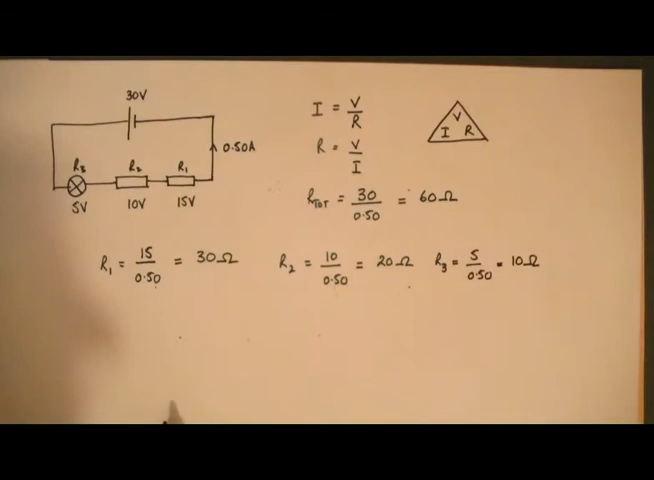 30V
0.50A
R3 R2 R1
5V 10V 15V
I = V/R
R = V/I
V
I R
RTOT = 30/0.50 = 60Ω
R1 = 15/0.50 = 30Ω R2 = 10/0.50 = 20Ω R3 = 5/0.50 = 10Ω